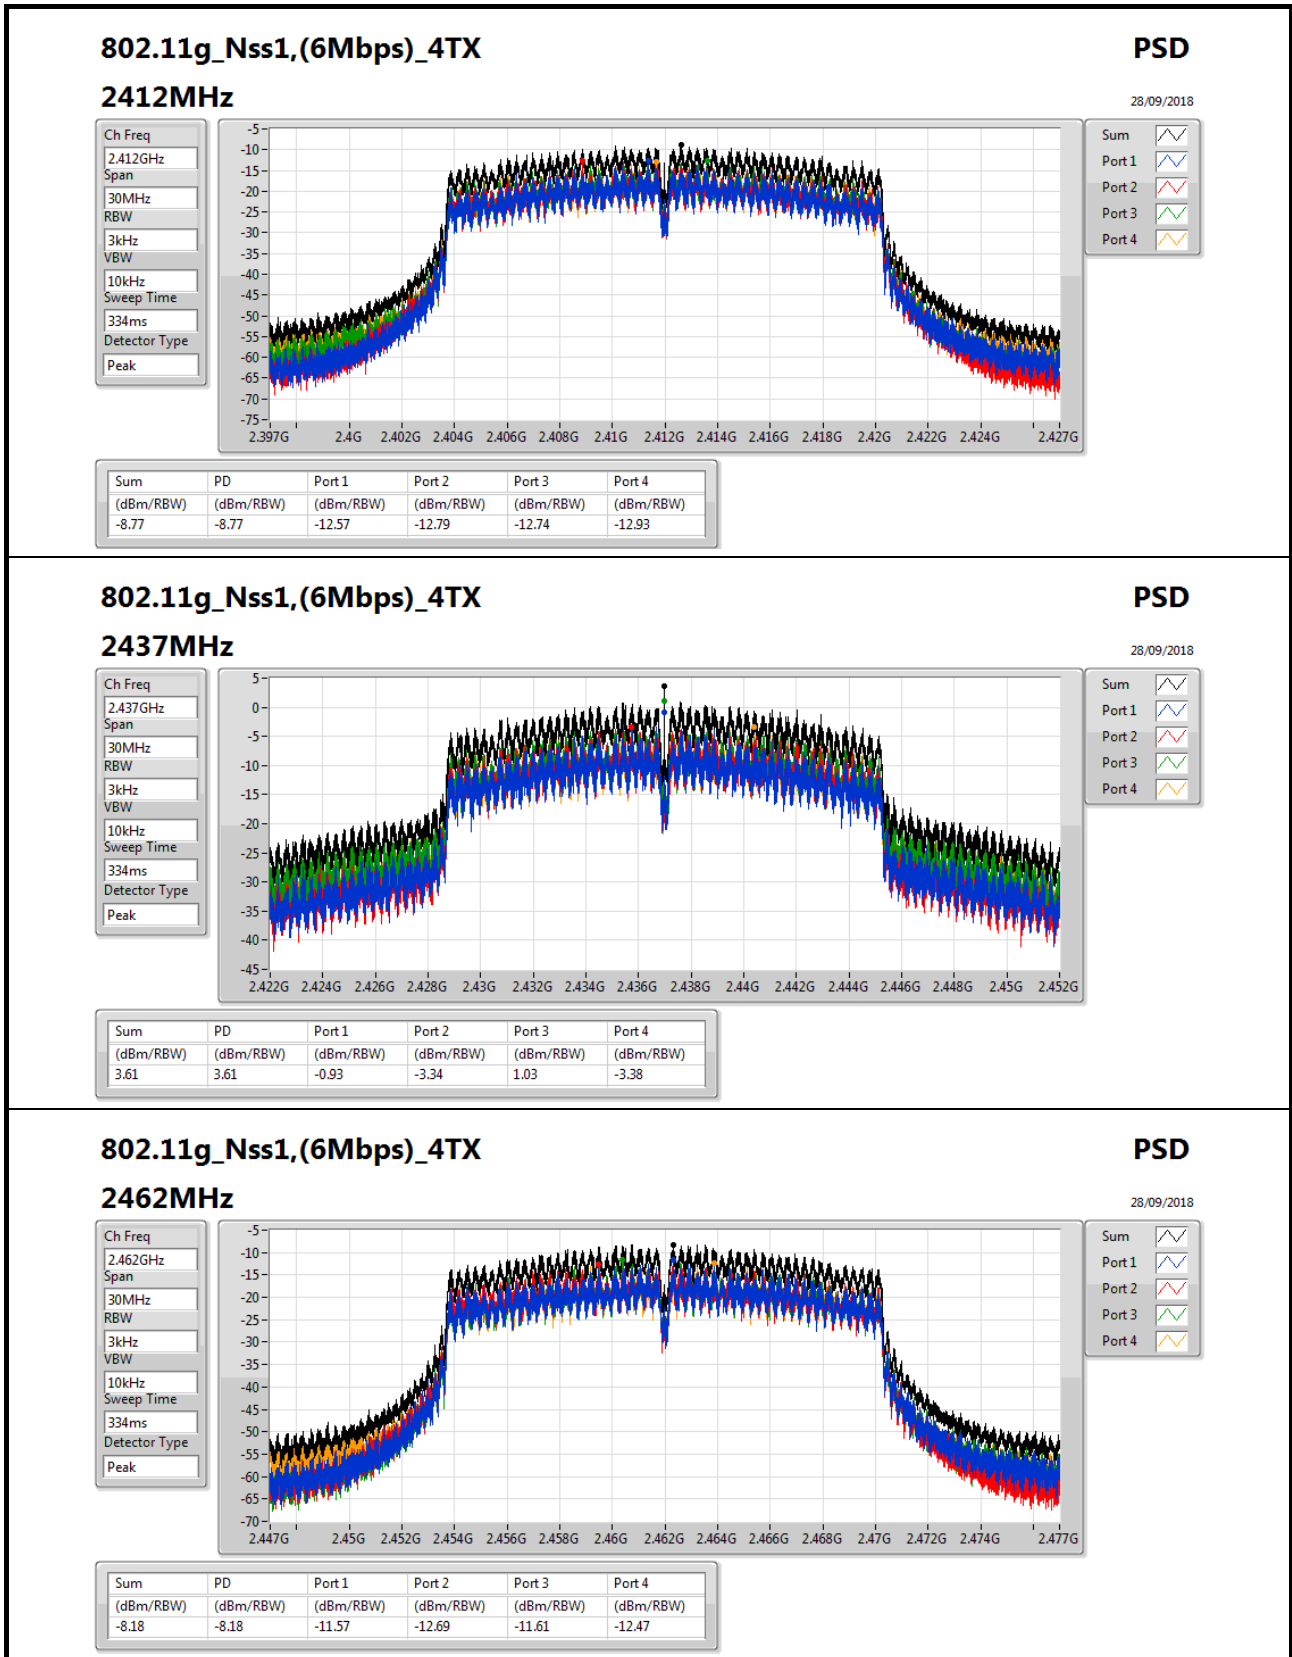 802.11g_Nss1,(6Mbps)_4TX PSD
2412MHz 28/09/2018
Ch Freq
2.412GHz
Span
30MHz
RBW
3kHz
VBW
10kHz
Sweep Time
334ms
Detector Type
Peak
-5
-10
-15
-20
-25
-30
-35
-40
-45
-50
-55
-60
-65
-70
-75
2.397G 2.4G 2.402G 2.404G 2.406G 2.408G 2.41G 2.412G 2.414G 2.416G 2.418G 2.42G 2.422G 2.424G 2.427G
Sum
Port 1
Port 2
Port 3
Port 4
Sum PD Port 1 Port 2 Port 3 Port 4
(dBm/RBW) (dBm/RBW) (dBm/RBW) (dBm/RBW) (dBm/RBW) (dBm/RBW)
-8.77 -8.77 -12.57 -12.79 -12.74 -12.93
802.11g_Nss1,(6Mbps)_4TX PSD
2437MHz 28/09/2018
Ch Freq
2.437GHz
Span
30MHz
RBW
3kHz
VBW
10kHz
Sweep Time
334ms
Detector Type
Peak
5
0
-5
-10
-15
-20
-25
-30
-35
-40
-45
2.422G 2.424G 2.426G 2.428G 2.43G 2.432G 2.434G 2.436G 2.438G 2.44G 2.442G 2.444G 2.446G 2.448G 2.45G 2.452G
Sum
Port 1
Port 2
Port 3
Port 4
Sum PD Port 1 Port 2 Port 3 Port 4
(dBm/RBW) (dBm/RBW) (dBm/RBW) (dBm/RBW) (dBm/RBW) (dBm/RBW)
3.61 3.61 -0.93 -3.34 1.03 -3.38
802.11g_Nss1,(6Mbps)_4TX PSD
2462MHz 28/09/2018
Ch Freq
2.462GHz
Span
30MHz
RBW
3kHz
VBW
10kHz
Sweep Time
334ms
Detector Type
Peak
-5
-10
-15
-20
-25
-30
-35
-40
-45
-50
-55
-60
-65
-70
2.447G 2.45G 2.452G 2.454G 2.456G 2.458G 2.46G 2.462G 2.464G 2.466G 2.468G 2.47G 2.472G 2.474G 2.477G
Sum
Port 1
Port 2
Port 3
Port 4
Sum PD Port 1 Port 2 Port 3 Port 4
(dBm/RBW) (dBm/RBW) (dBm/RBW) (dBm/RBW) (dBm/RBW) (dBm/RBW)
-8.18 -8.18 -11.57 -12.69 -11.61 -12.47